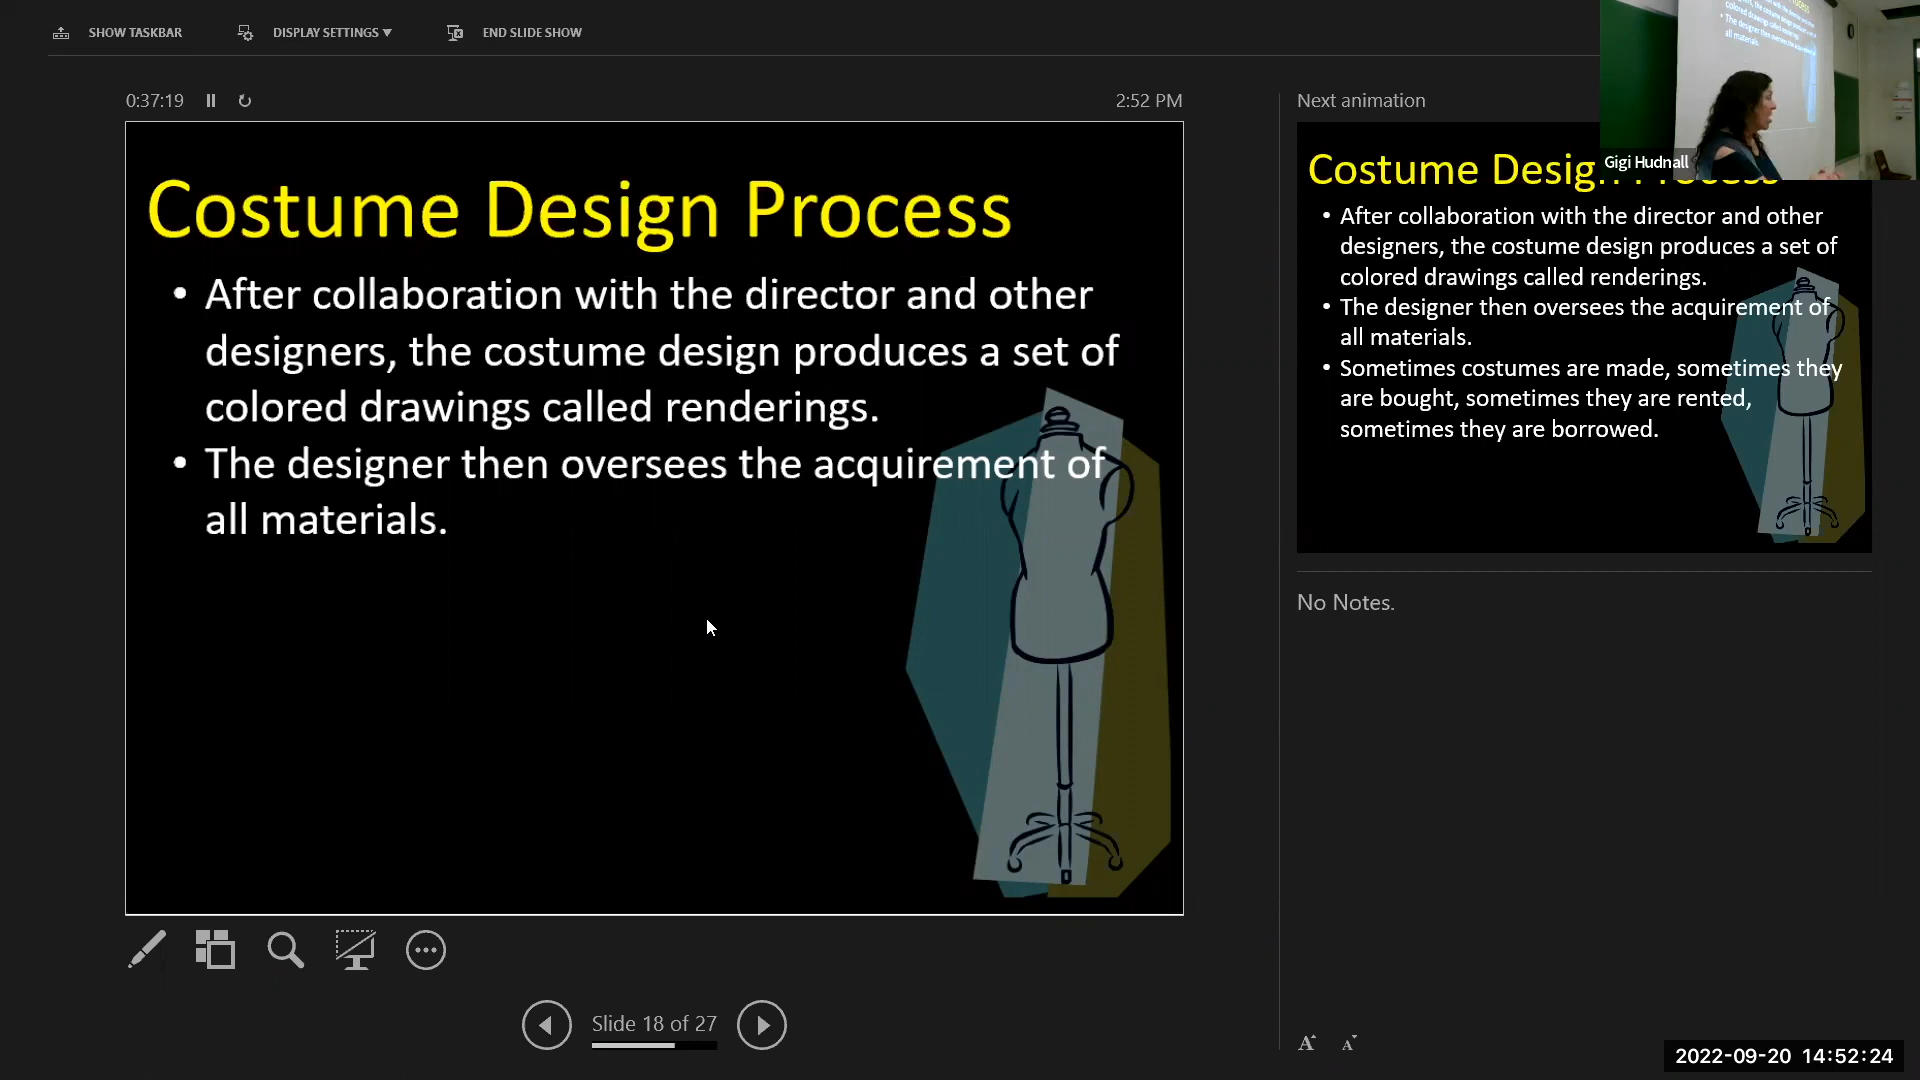 SHOW TASKBAR
DISPLAY SETTINGS ▼
END SLIDE SHOW
0:37:19
2:52 PM
Costume Design Process
• After collaboration with the director and other
designers, the costume design produces a set of
colored drawings called renderings.
• The designer then oversees the acquirement of
all materials.
Slide 18 of 27
Next animation
Gigi Hudnall
Costume Design Process
• After collaboration with the director and other
designers, the costume design produces a set of
colored drawings called renderings.
• The designer then oversees the acquirement of
all materials.
• Sometimes costumes are made, sometimes they
are bought, sometimes they are rented,
sometimes they are borrowed.
No Notes.
A A
2022-09-20 14:52:24